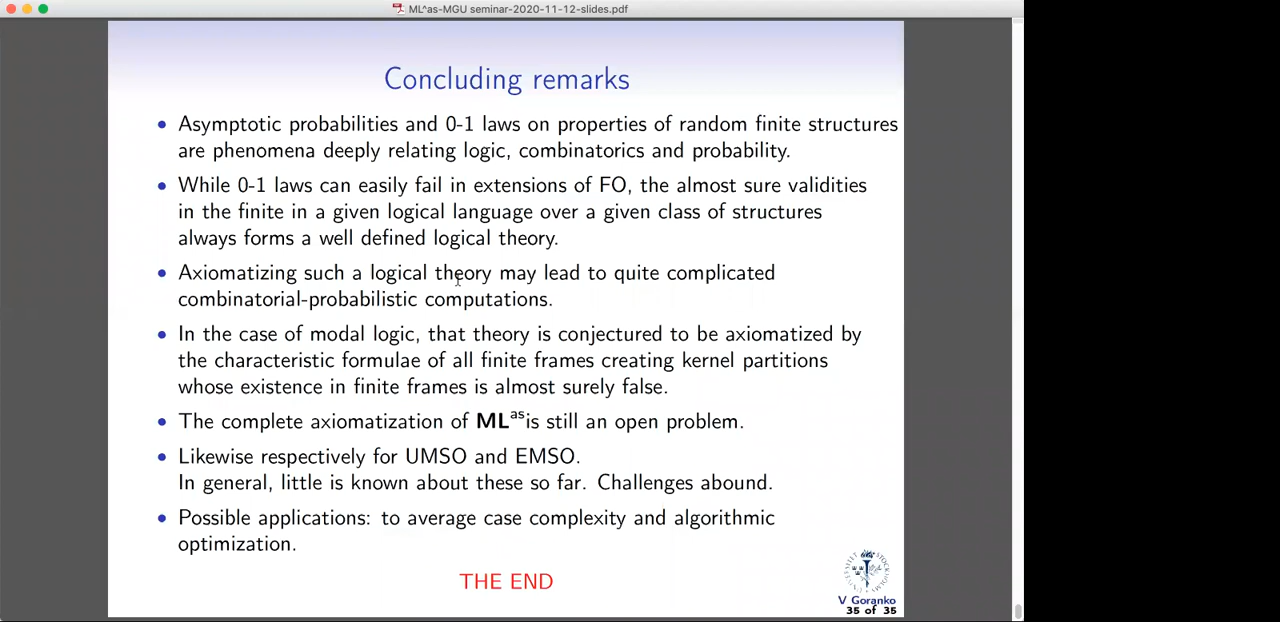 ML^as-MGU seminar-2020-11-12-slides.pdf
Concluding remarks
• Asymptotic probabilities and 0-1 laws on properties of random finite structures
are phenomena deeply relating logic, combinatorics and probability.
• While 0-1 laws can easily fail in extensions of FO, the almost sure validities
in the finite in a given logical language over a given class of structures
always forms a well defined logical theory.
• Axiomatizing such a logical theory may lead to quite complicated
combinatorial-probabilistic computations.
• In the case of modal logic, that theory is conjectured to be axiomatized by
the characteristic formulae of all finite frames creating kernel partitions
whose existence in finite frames is almost surely false.
• The complete axiomatization of ML^as is still an open problem.
• Likewise respectively for UMSO and EMSO.
In general, little is known about these so far. Challenges abound.
• Possible applications: to average case complexity and algorithmic
optimization.
THE END
V Goranko
35 of 35